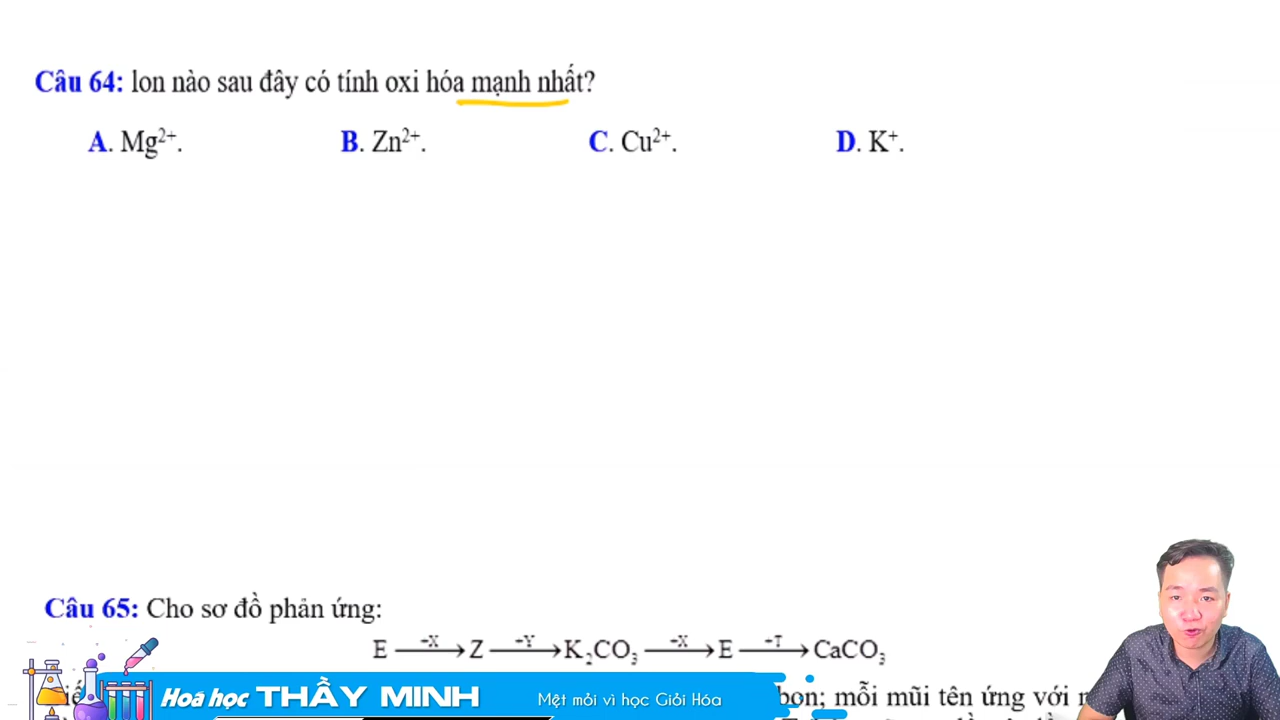 Câu 64: Ion nào sau đây có tính oxi hóa mạnh nhất?
A. Mg²⁺. B. Zn²⁺. C. Cu²⁺. D. K⁺.
Câu 65: Cho sơ đồ phản ứng:
E —+X→ Z —+Y→ K₂CO₃ —+X→ E —+T→ CaCO₃
Hoá học THẦY MINH Mệt mỏi vì học Giỏi Hóa
bon; mỗi mũi tên ứng với